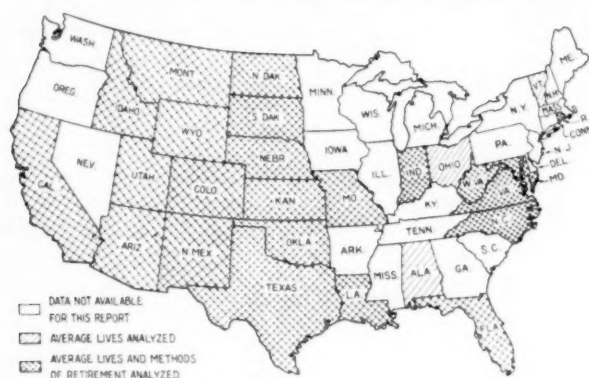 WASH.
MONT.
N DAK
MINN.
ME.
VT.
N.H.
OREG.
IDAHO
WYO
S DAK
WIS.
MICH.
N.Y.
MASS
R.
CONN
NEV.
UTAH
COLO
NEBR
IOWA
ILL.
IND.
OHIO
PA.
N.J.
DEL.
MD.
W.VA
VA
CAL
KAN
MO.
KY.
ARIZ
N MEX
OKLA
ARK.
TENN.
N.C.
S.C.
TEXAS
LA
MISS.
ALA
GA.
FLA
DATA NOT AVAILABLE
FOR THIS REPORT
AVERAGE LIVES ANALYZED
AVERAGE LIVES AND METHODS
OF RETIREMENT ANALYZED